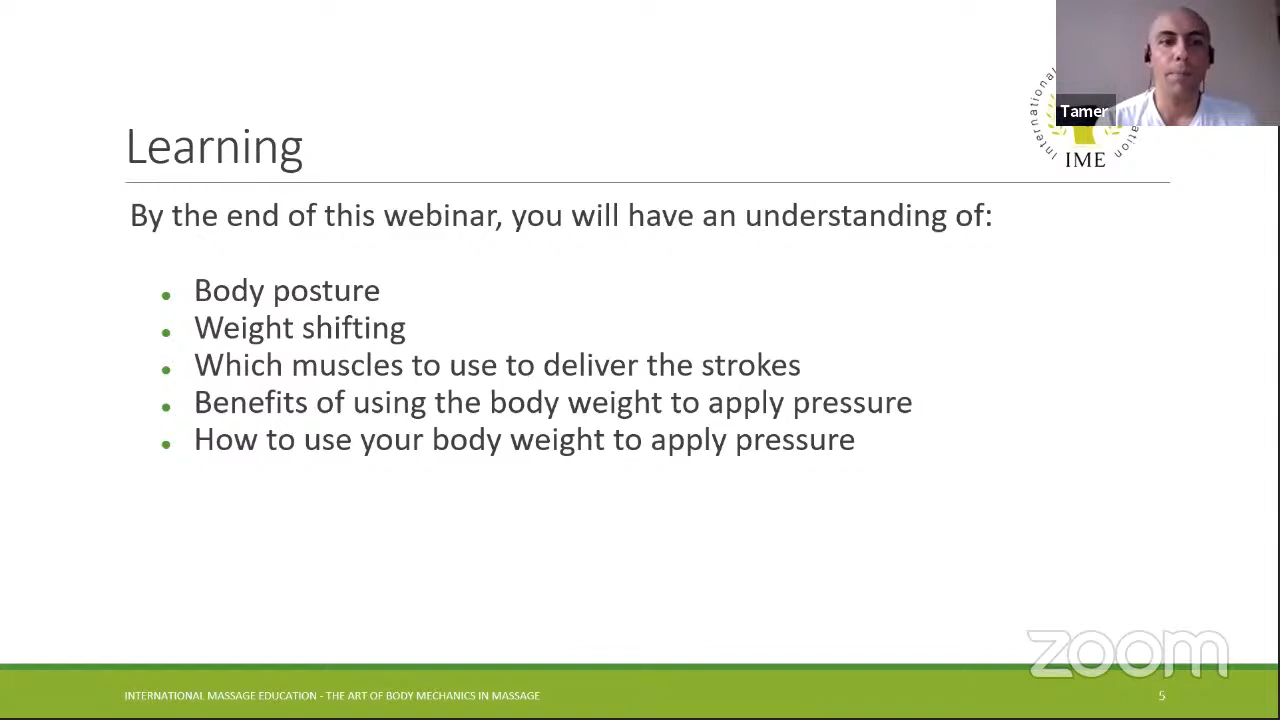 Tamer
International
ation
IME
Learning
By the end of this webinar, you will have an understanding of:
• Body posture
• Weight shifting
• Which muscles to use to deliver the strokes
• Benefits of using the body weight to apply pressure
• How to use your body weight to apply pressure
zoom
INTERNATIONAL MASSAGE EDUCATION - THE ART OF BODY MECHANICS IN MASSAGE
5